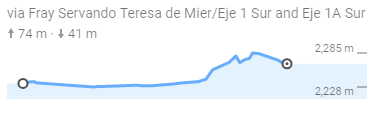 via Fray Servando Teresa de Mier/Eje 1 Sur and Eje 1A Sur
↑ 74 m · ↓ 41 m
2,285 m
2,228 m